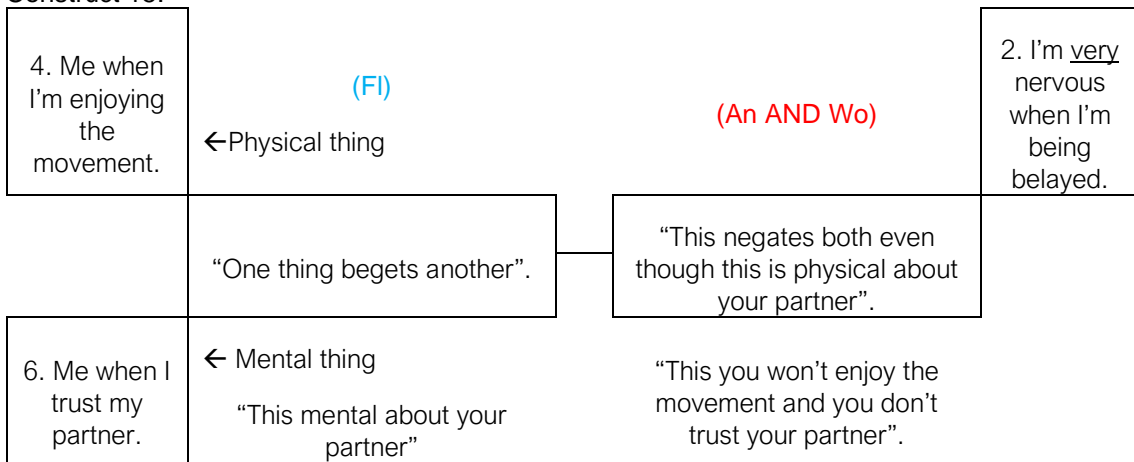 Construct
4. Me when
I'm enjoying
the
movement.
(Fl)
←Physical thing
(An AND Wo)
2. I'm very
nervous
when I'm
being
belayed.
“One thing begets another”.
“This negates both even
though this is physical about
your partner”.
6. Me when I
trust my
partner.
← Mental thing
“This mental about your
partner”
“This you won’t enjoy the
movement and you don’t
trust your partner”.